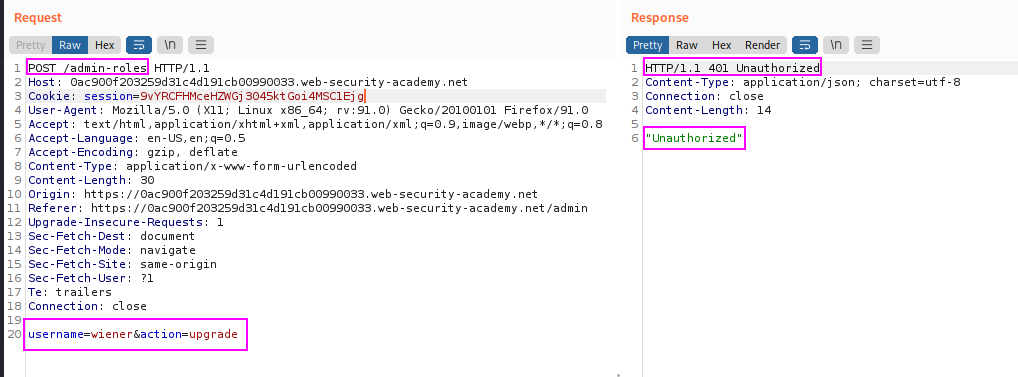 Request
Pretty Raw Hex \n
1 POST /admin-roles HTTP/1.1
2 Host: 0ac900f203259d31c4d191cb00990033.web-security-academy.net
3 Cookie: session=9vYRCFHMceHZWGj3045ktGoi4MSC1Ejg
4 User-Agent: Mozilla/5.0 (X11; Linux x86_64; rv:91.0) Gecko/20100101 Firefox/91.0
5 Accept: text/html,application/xhtml+xml,application/xml;q=0.9,image/webp,*/*;q=0.8
6 Accept-Language: en-US,en;q=0.5
7 Accept-Encoding: gzip, deflate
8 Content-Type: application/x-www-form-urlencoded
9 Content-Length: 30
10 Origin: https://0ac900f203259d31c4d191cb00990033.web-security-academy.net
11 Referer: https://0ac900f203259d31c4d191cb00990033.web-security-academy.net/admin
12 Upgrade-Insecure-Requests: 1
13 Sec-Fetch-Dest: document
14 Sec-Fetch-Mode: navigate
15 Sec-Fetch-Site: same-origin
16 Sec-Fetch-User: ?1
17 Te: trailers
18 Connection: close
19
20 username=wiener&action=upgrade
Response
Pretty Raw Hex Render \n
1 HTTP/1.1 401 Unauthorized
2 Content-Type: application/json; charset=utf-8
3 Connection: close
4 Content-Length: 14
5
6 "Unauthorized"